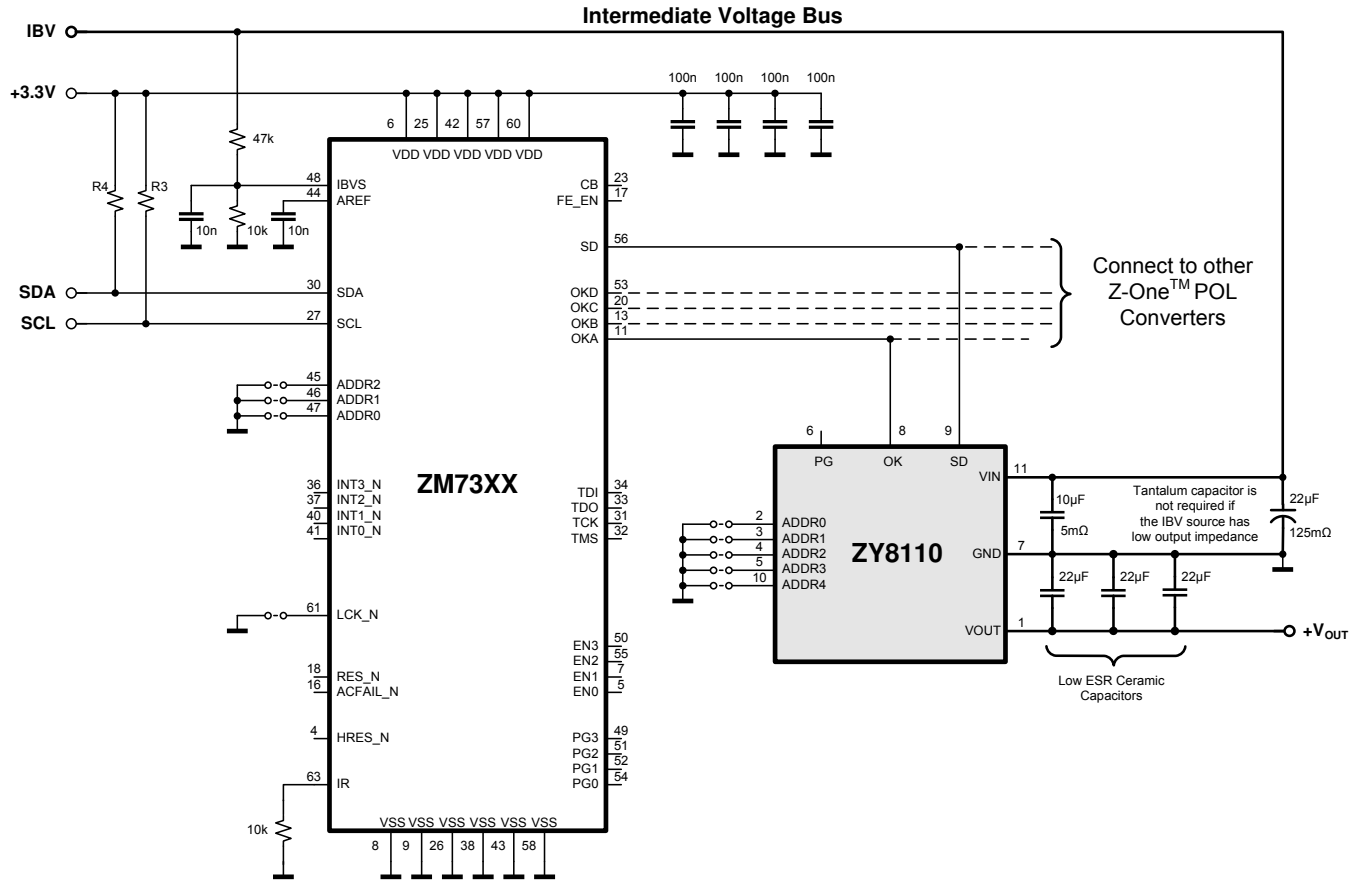 Intermediate Voltage Bus
IBV
+3.3V
100n 100n 100n 100n
6 25 42 57 60
VDD VDD VDD VDD VDD
47k
R4
R3
48 IBVS
44 AREF
10n
10k
10n
CB 23
FE_EN 17
SD 56
SDA
30 SDA
SCL
27 SCL
OKD 53
OKC 20
OKB 13
OKA 11
Connect to other
Z-One™ POL
Converters
45 ADDR2
46 ADDR1
47 ADDR0
ZM73XX
36 INT3_N
37 INT2_N
40 INT1_N
41 INT0_N
TDI 34
TDO 33
TCK 31
TMS 32
61 LCK_N
18 RES_N
16 ACFAIL_N
4 HRES_N
63 IR
10k
EN3 50
EN2 55
EN1 7
EN0 5
PG3 49
PG2 51
PG1 52
PG0 54
VSS VSS VSS VSS VSS VSS
8 9 26 38 43 58
6 8 9
PG OK SD
VIN 11
2 ADDR0
3 ADDR1
4 ADDR2
5 ADDR3
10 ADDR4
ZY8110
GND 7
VOUT 1
10µF
5mΩ
Tantalum capacitor is
not required if
the IBV source has
low output impedance
22µF
125mΩ
22µF 22µF 22µF
+VOUT
Low ESR Ceramic
Capacitors